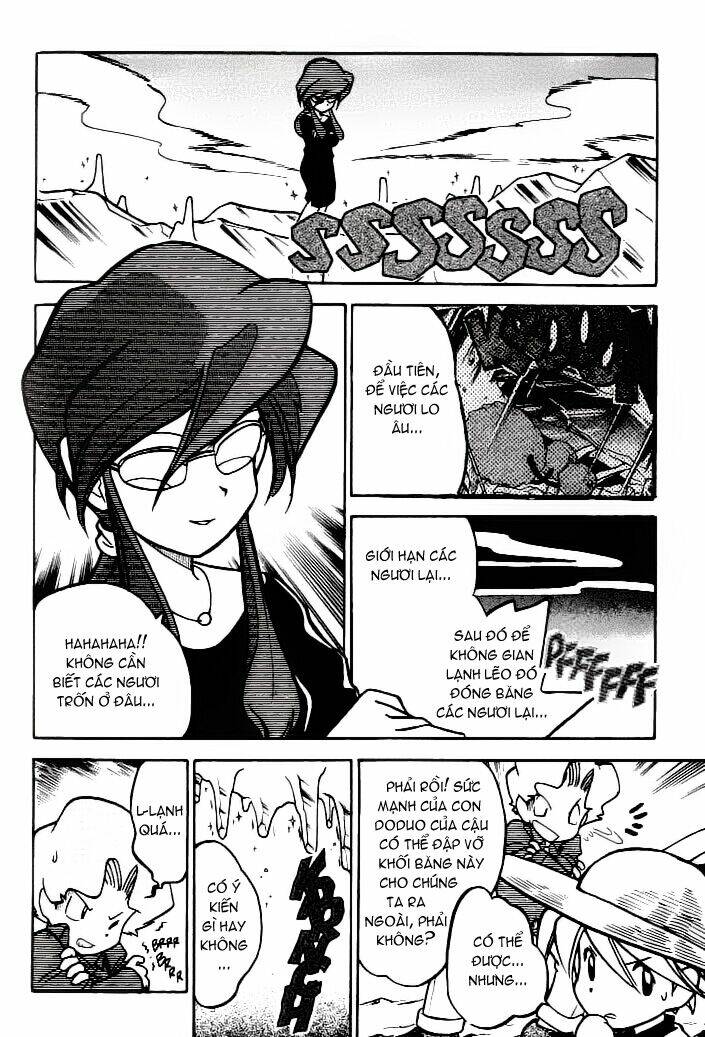 SSSSSSSS
ĐẦU TIÊN,
ĐỂ VIỆC CÁC
NGƯƠI LO
ÂU...
GIỚI HẠN CÁC
NGƯƠI LẠI...
SAU ĐÓ ĐỂ
KHÔNG GIAN
LẠNH LẼO ĐÓ
ĐÓNG BĂNG
CÁC NGƯƠI LẠI...
PFFFFFF
HAHAHAHA!!
KHÔNG CẦN
BIẾT CÁC NGƯƠI
TRỐN Ở ĐÂU...
L-LẠNH
QUÁ...
BRRR
BRRRR
CÓ Ý
KIẾN
GÌ HAY
KHÔNG
...
PHẢI RỒI! SỨC
MẠNH CỦA CON
DODUO CỦA CẬU
CÓ THỂ ĐẬP VỠ
KHỐI BĂNG NÀY
CHO CHÚNG
TA RA
NGOÀI, PHẢI
KHÔNG?
CÓ THỂ
ĐƯỢC...
NHƯNG...